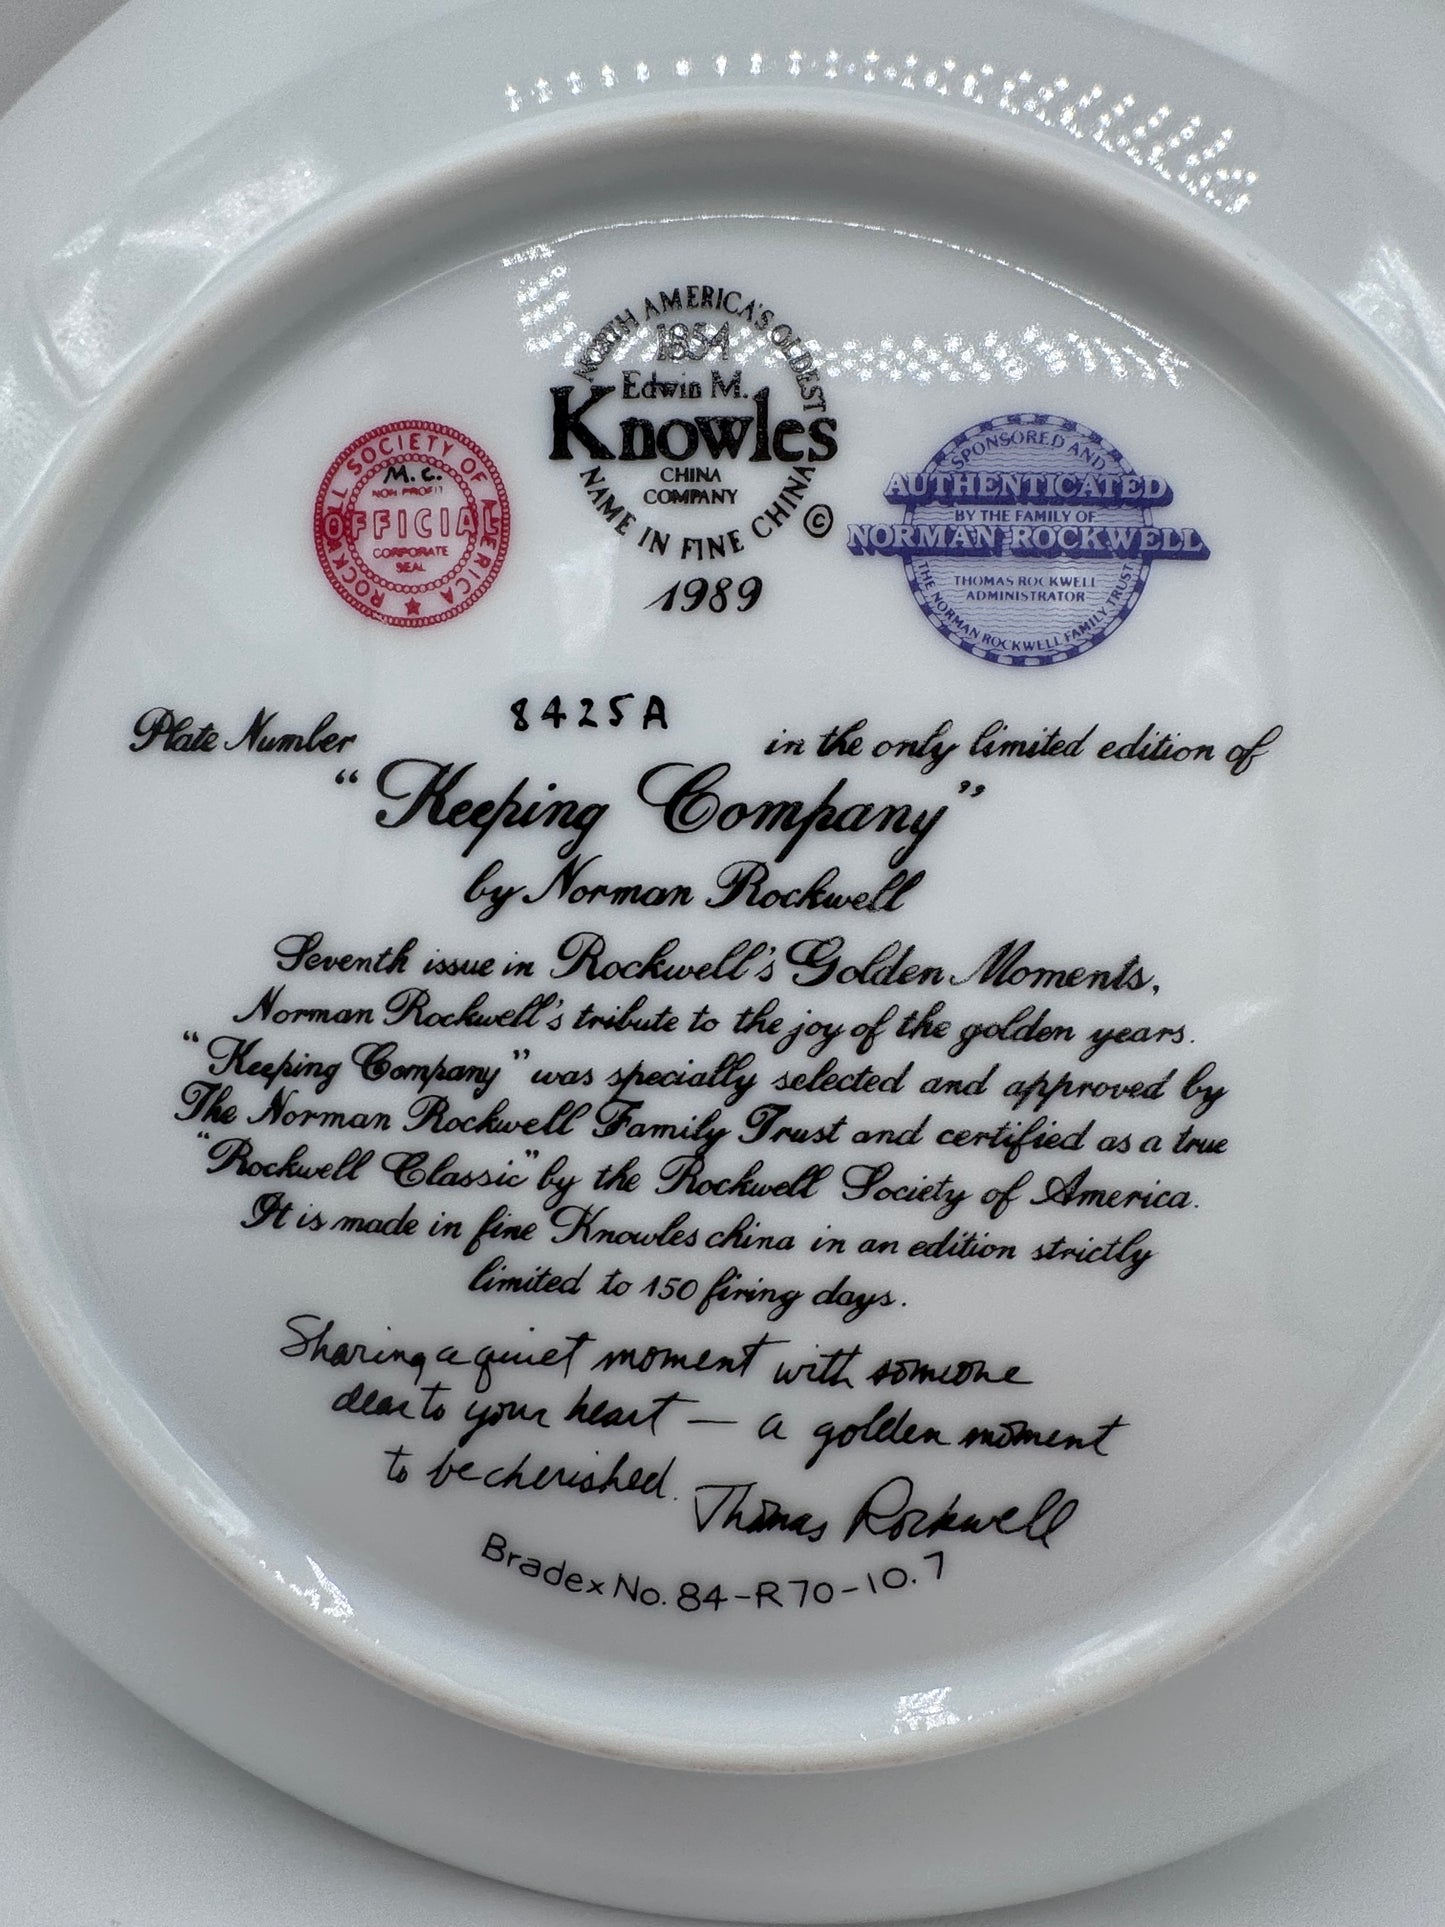 NORTH AMERICA'S OLDEST
1854
Edwin M.
Knowles
CHINA
COMPANY
NAME IN FINE CHINA
©
1989
ROCKWELL SOCIETY OF AMERICA
M.C.
NON PROFIT
OFFICIAL
CORPORATE
SEAL
SPONSORED AND
AUTHENTICATED
BY THE FAMILY OF
NORMAN ROCKWELL
THOMAS ROCKWELL
ADMINISTRATOR
THE NORMAN ROCKWELL FAMILY TRUST
Plate Number 8425A in the only limited edition of
“Keeping Company”
by Norman Rockwell
Seventh issue in Rockwell's Golden Moments,
Norman Rockwell's tribute to the joy of the golden years.
“Keeping Company” was specially selected and approved by
The Norman Rockwell Family Trust and certified as a true
“Rockwell Classic” by the Rockwell Society of America.
It is made in fine Knowles china in an edition strictly
limited to 150 firing days.
Sharing a quiet moment with someone
dear to your heart — a golden moment
to be cherished. Thomas Rockwell
Bradex No. 84-R70-10.7